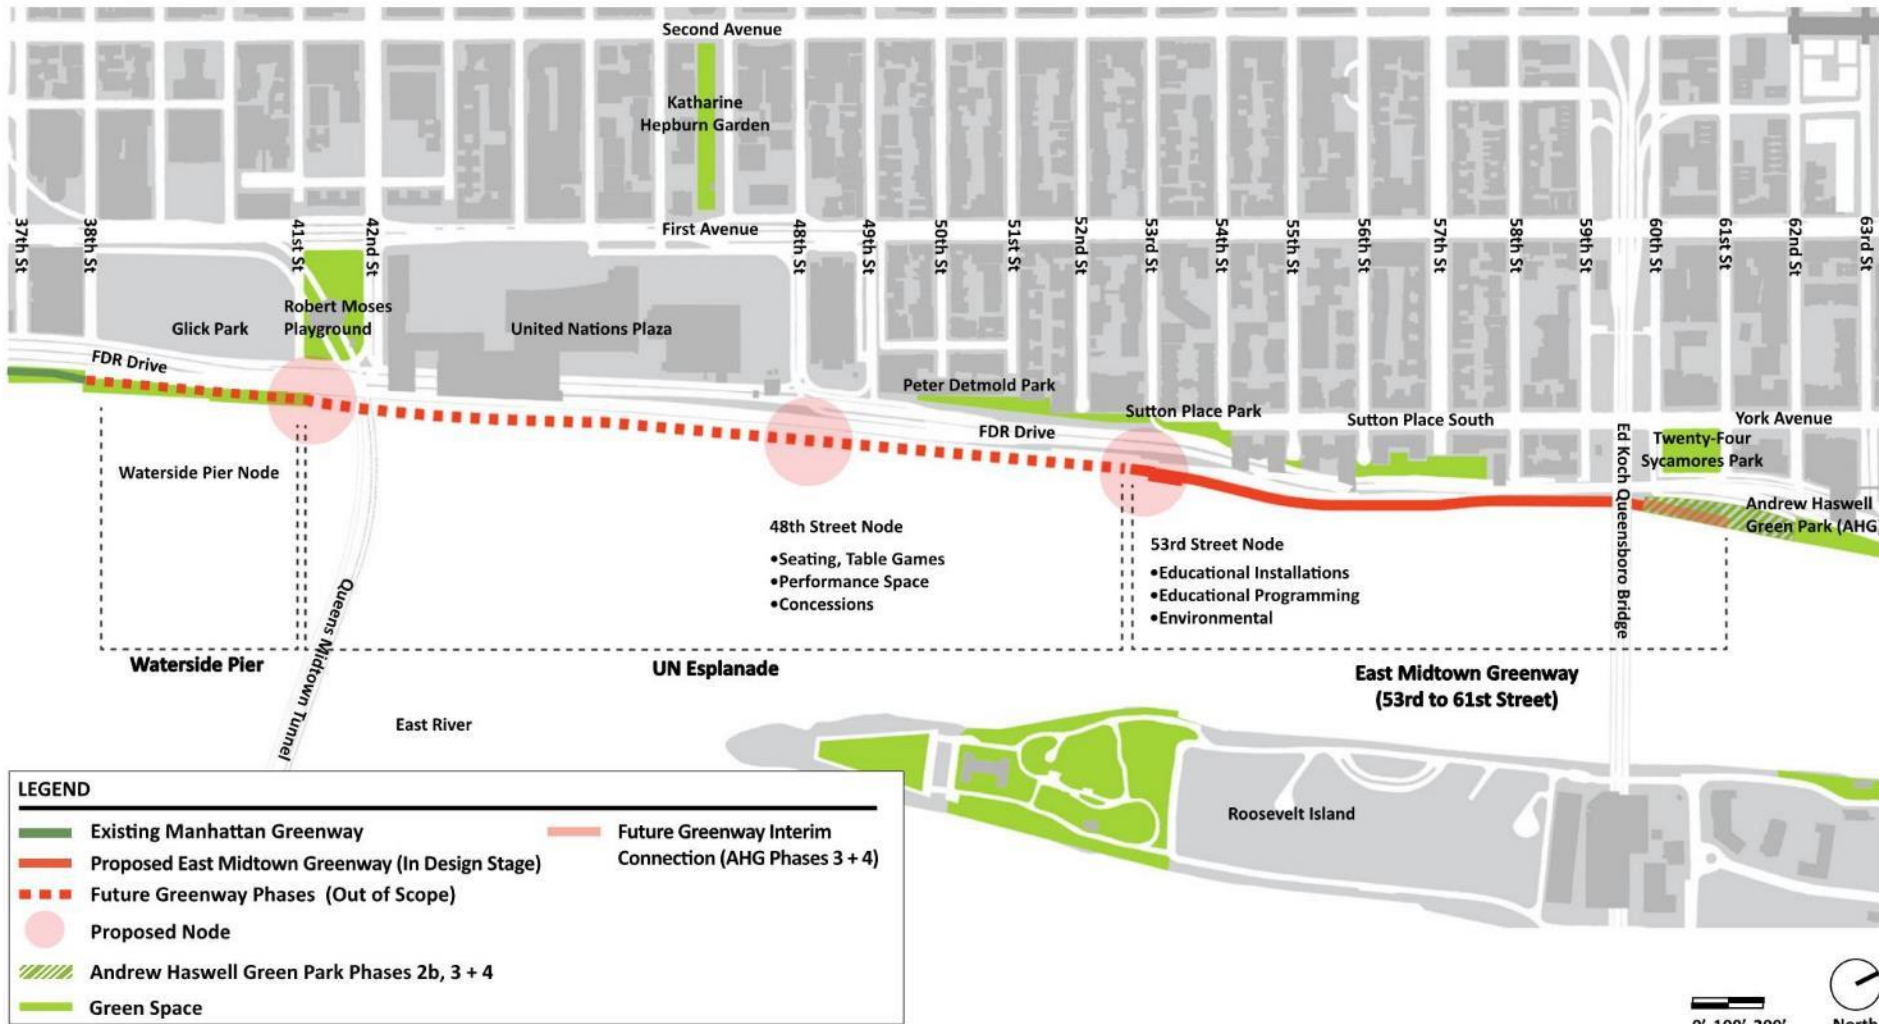 Second Avenue
Katharine
Hepburn Garden
First Avenue
37th St
38th St
41st St
42nd St
48th St
49th St
50th St
51st St
52nd St
53rd St
54th St
55th St
56th St
57th St
58th St
59th St
60th St
61st St
62nd St
63rd St
Glick Park
Robert Moses
Playground
United Nations Plaza
FDR Drive
Peter Detmold Park
Sutton Place Park
Sutton Place South
York Avenue
FDR Drive
Twenty-Four
Sycamores Park
Ed Koch Queensboro Bridge
Andrew Haswell
Green Park (AHG
Waterside Pier Node
48th Street Node
•Seating, Table Games
•Performance Space
•Concessions
53rd Street Node
•Educational Installations
•Educational Programming
•Environmental
Queens Midtown Tunnel
Waterside Pier
UN Esplanade
East Midtown Greenway
(53rd to 61st Street)
East River
Roosevelt Island
LEGEND
Existing Manhattan Greenway
Proposed East Midtown Greenway (In Design Stage)
Future Greenway Phases (Out of Scope)
Proposed Node
Andrew Haswell Green Park Phases 2b, 3 + 4
Green Space
Future Greenway Interim
Connection (AHG Phases 3 + 4)
North